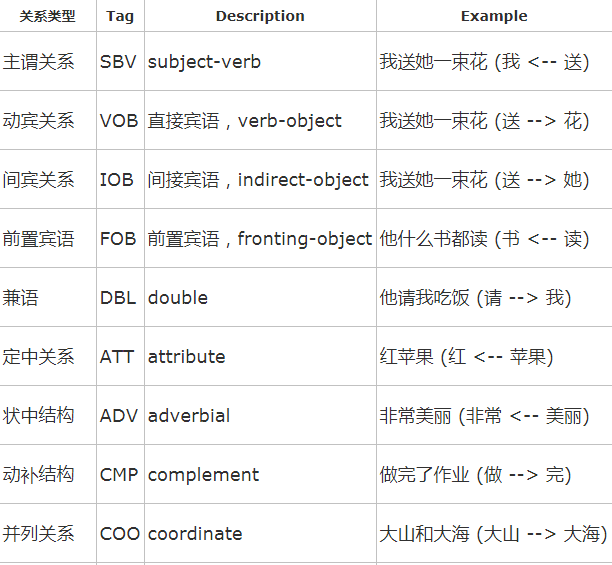 关系类型 Tag Description Example
主谓关系 SBV subject-verb 我送她一束花 (我 <-- 送)
动宾关系 VOB 直接宾语，verb-object 我送她一束花 (送 --> 花)
间宾关系 IOB 间接宾语，indirect-object 我送她一束花 (送 --> 她)
前置宾语 FOB 前置宾语，fronting-object 他什么书都读 (书 <-- 读)
兼语 DBL double 他请我吃饭 (请 --> 我)
定中关系 ATT attribute 红苹果 (红 <-- 苹果)
状中结构 ADV adverbial 非常美丽 (非常 <-- 美丽)
动补结构 CMP complement 做完了作业 (做 --> 完)
并列关系 COO coordinate 大山和大海 (大山 --> 大海)